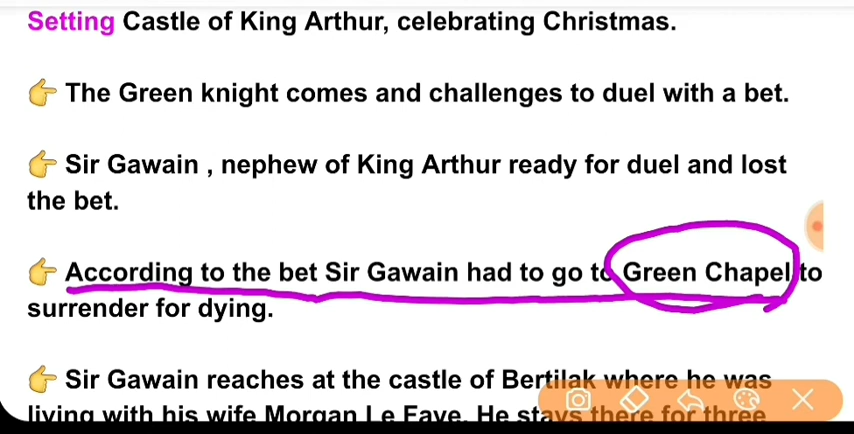 Setting Castle of King Arthur, celebrating Christmas.
👉 The Green knight comes and challenges to duel with a bet.
👉 Sir Gawain , nephew of King Arthur ready for duel and lost
the bet.
👉 According to the bet Sir Gawain had to go to Green Chapel to
surrender for dying.
👉 Sir Gawain reaches at the castle of Bertilak where he was
living with his wife Morgan Le Faye. He stays there for three